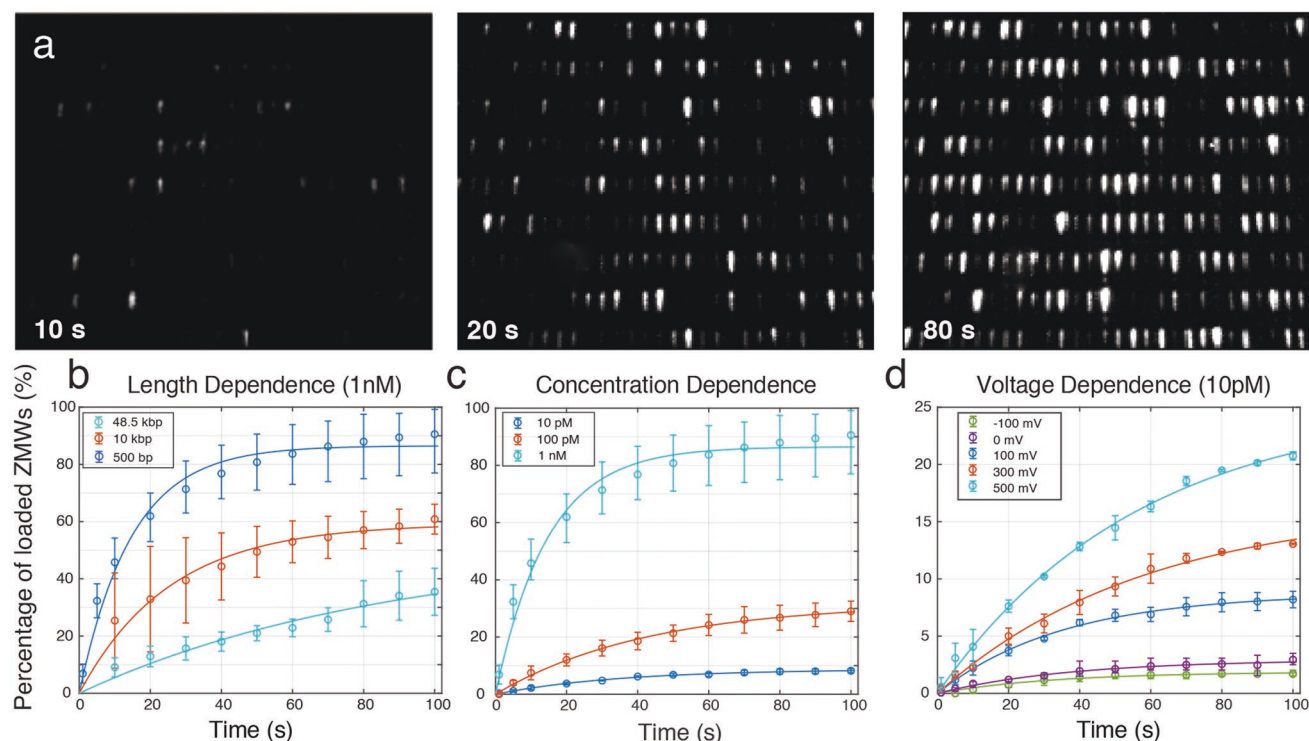 a
10 s
20 s
80 s
b
Length Dependence (1nM)
Percentage of loaded ZMWs (%)
100
80
60
40
20
0
48.5 kbp
10 kbp
500 bp
0
20
40
60
80
100
Time (s)
c
Concentration Dependence
100
80
60
40
20
0
10 pM
100 pM
1 nM
0
20
40
60
80
100
Time (s)
d
Voltage Dependence (10pM)
25
20
15
10
5
0
-100 mV
0 mV
100 mV
300 mV
500 mV
0
20
40
60
80
100
Time (s)